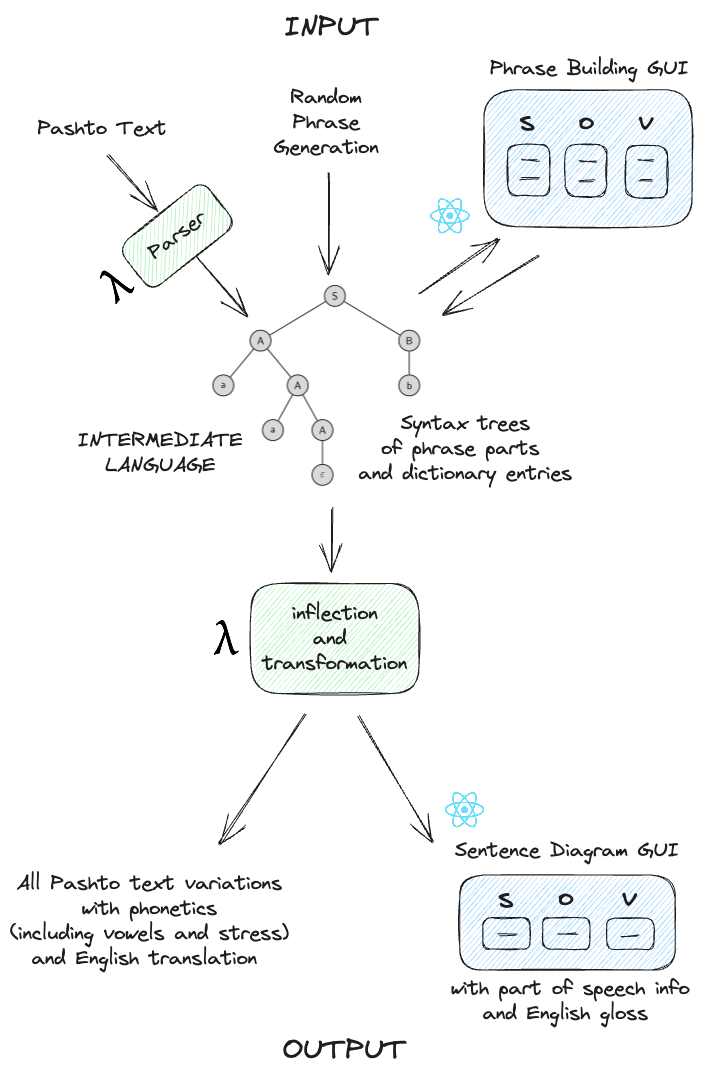 INPUT
Phrase Building GUI
S O V
Random
Phrase
Generation
Pashto Text
Parser
λ
S
A B
a A b
a A
ε
INTERMEDIATE
LANGUAGE
Syntax trees
of phrase parts
and dictionary entries
λ
inflection
and
transformation
Sentence Diagram GUI
S O V
with part of speech info
and English gloss
All Pashto text variations
with phonetics
(including vowels and stress)
and English translation
OUTPUT